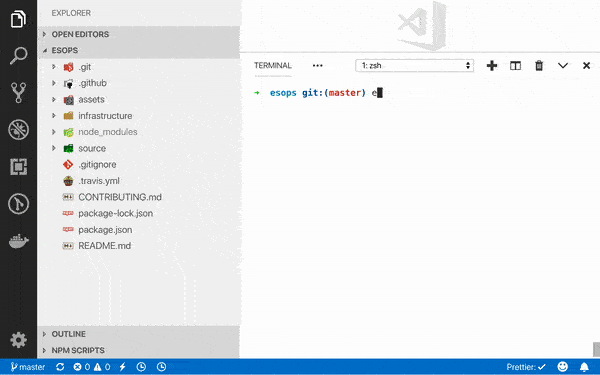 EXPLORER
OPEN EDITORS
ESOPS
.git
.github
assets
infrastructure
node_modules
source
.gitignore
.travis.yml
CONTRIBUTING.md
package-lock.json
package.json
README.md
OUTLINE
NPM SCRIPTS
TERMINAL ... 1: zsh
➜ esops git:(master) e
master 0 0 Prettier: ✓